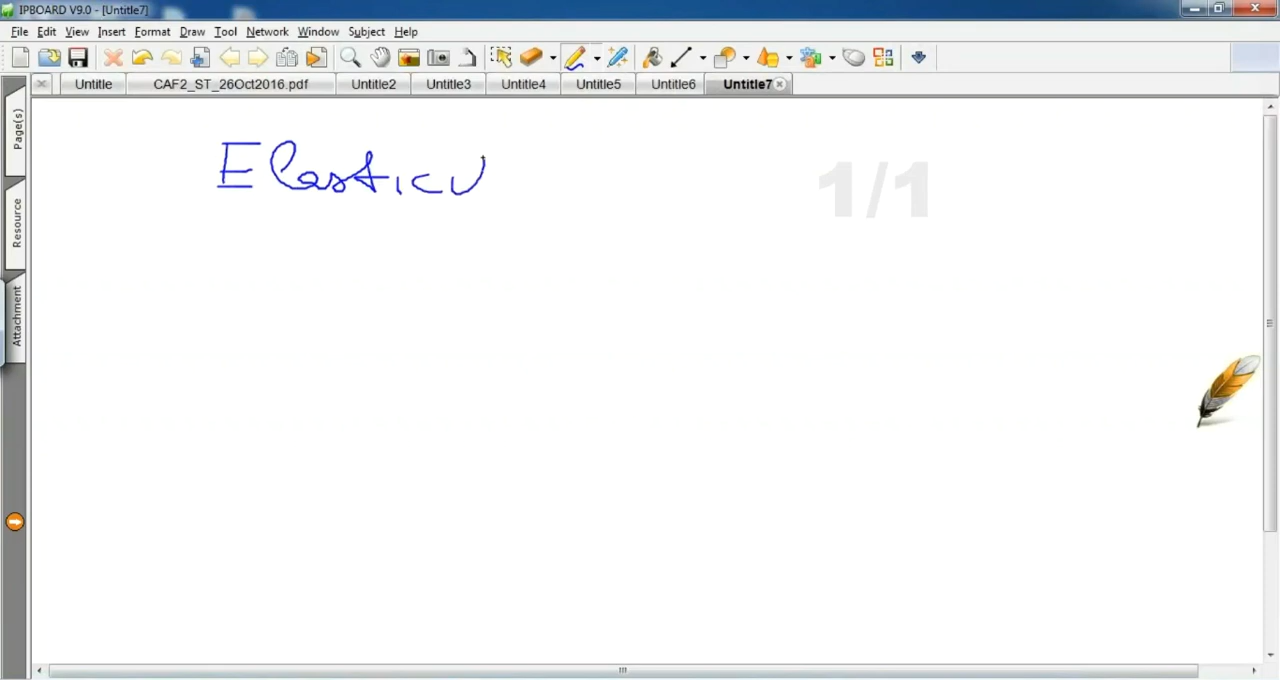 IPBOARD V9.0 - [Untitle7]
File Edit View Insert Format Draw Tool Network Window Subject Help
Untitle CAF2_ST_26Oct2016.pdf Untitle2 Untitle3 Untitle4 Untitle5 Untitle6 Untitle7
Page(s)
Resource
Attachment
Elasticu
1/1